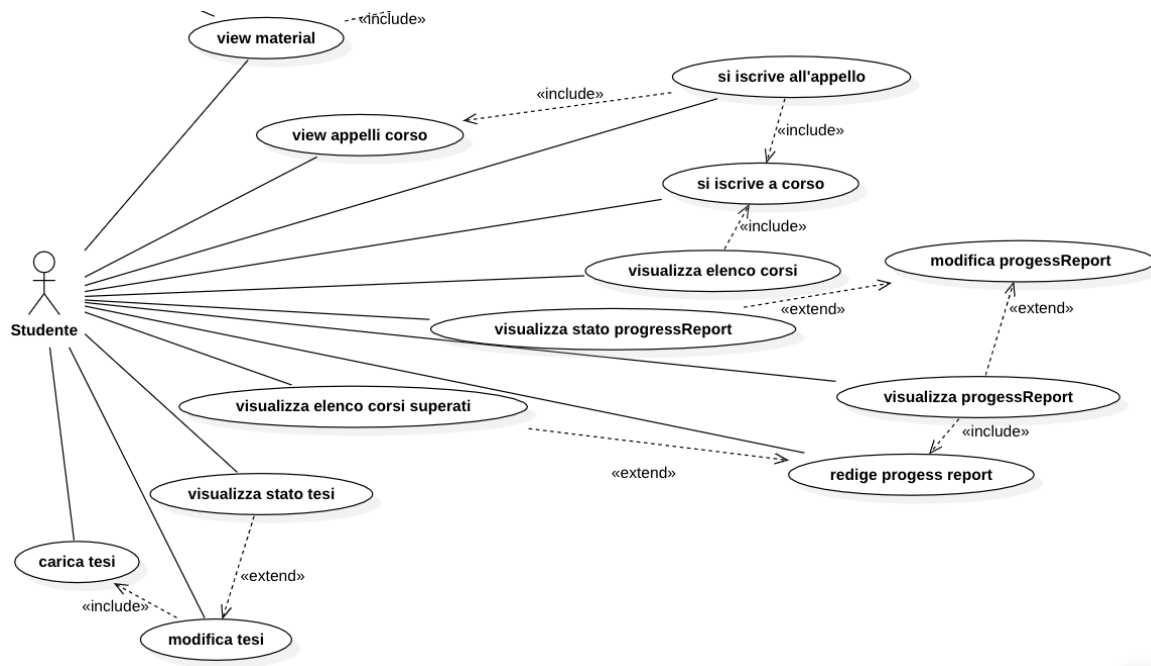 «include»
view material
si iscrive all'appello
«include»
view appelli corso
«include»
si iscrive a corso
«include»
visualizza elenco corsi
modifica progessReport
«extend»
«extend»
Studente
visualizza stato progressReport
visualizza progessReport
visualizza elenco corsi superati
«include»
«extend»
redige progess report
visualizza stato tesi
carica tesi
«extend»
«include»
modifica tesi